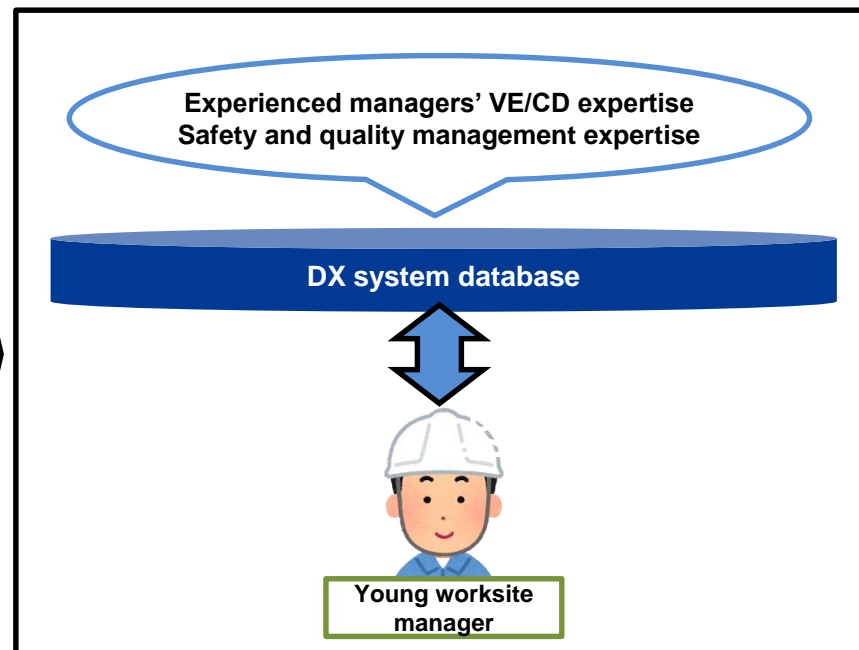 Experienced managers’ VE/CD expertise
Safety and quality management expertise
DX system database
Young worksite
manager